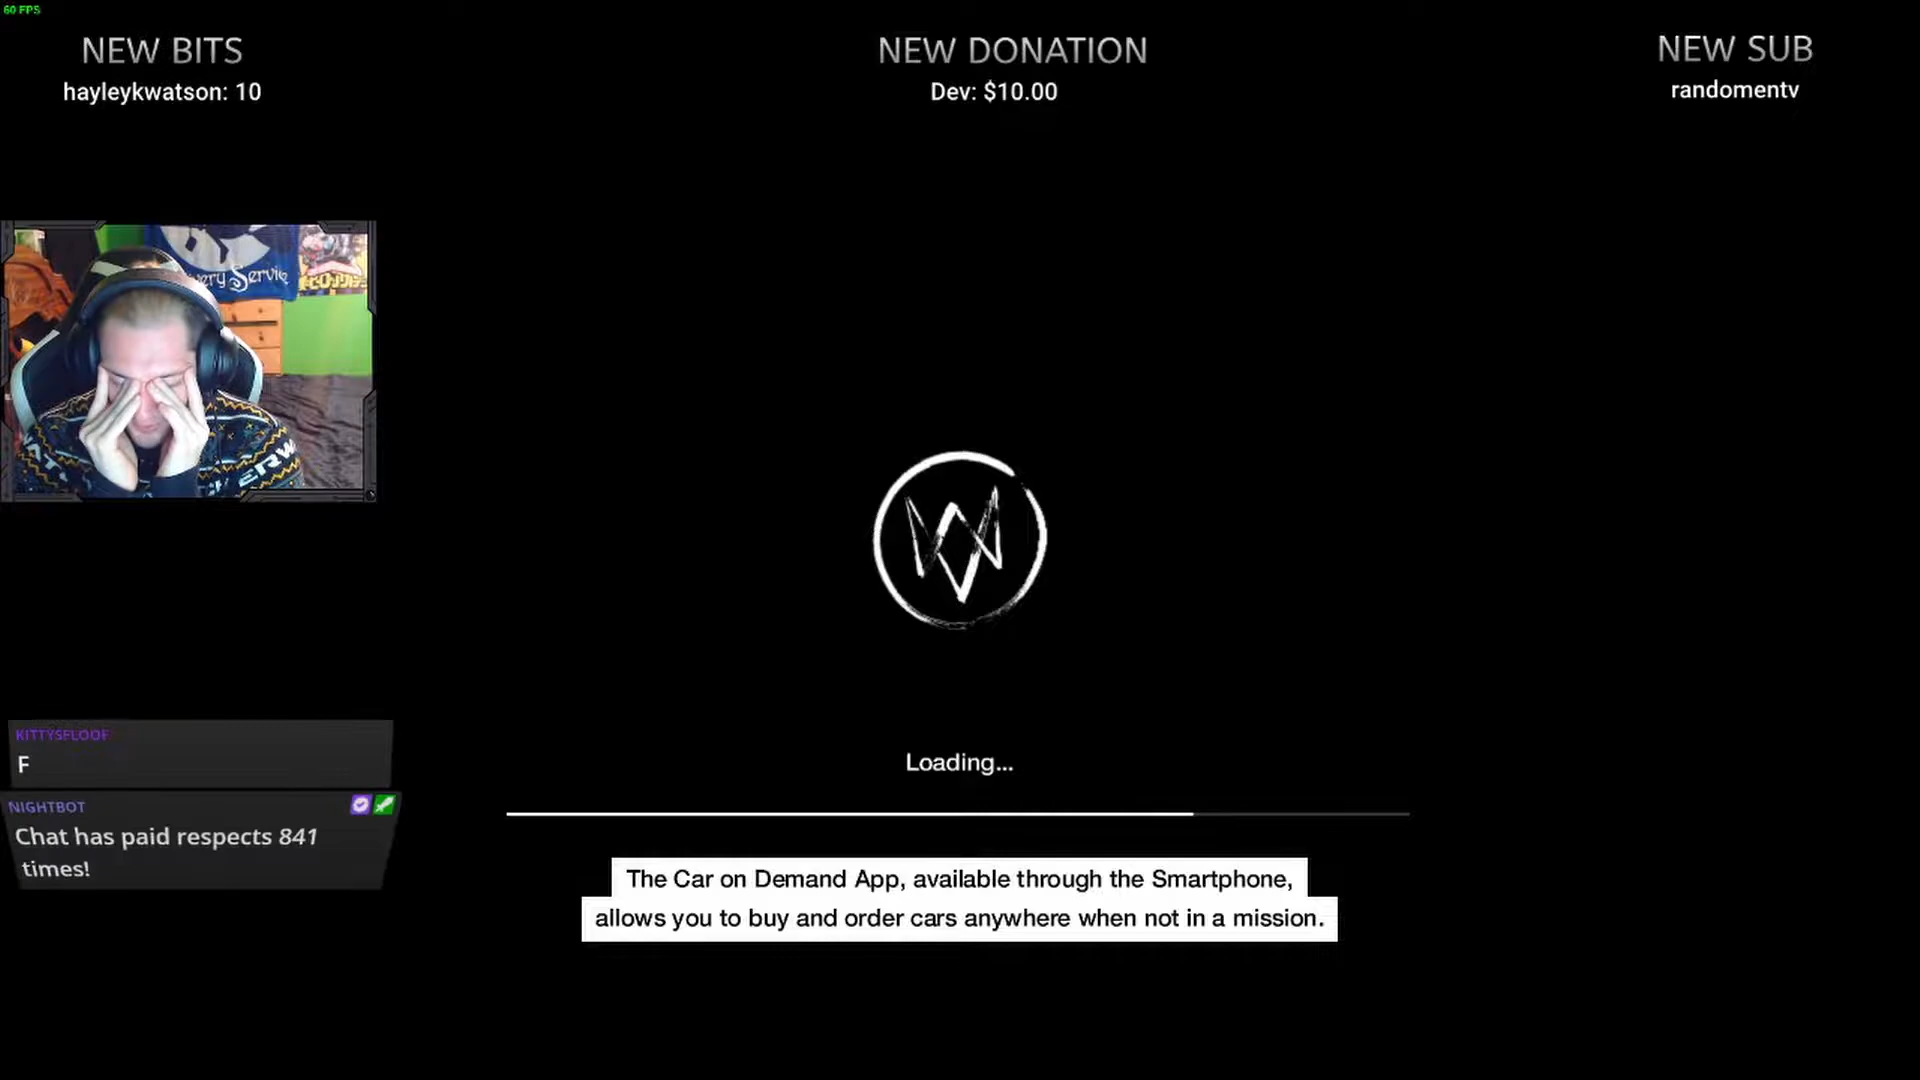 60 FPS
NEW BITS
hayleykwatson: 10
NEW DONATION
Dev: $10.00
NEW SUB
randomentv
Service
KITTYSFLOOF
F
NIGHTBOT
Chat has paid respects 841
times!
Loading...
The Car on Demand App, available through the Smartphone,
allows you to buy and order cars anywhere when not in a mission.